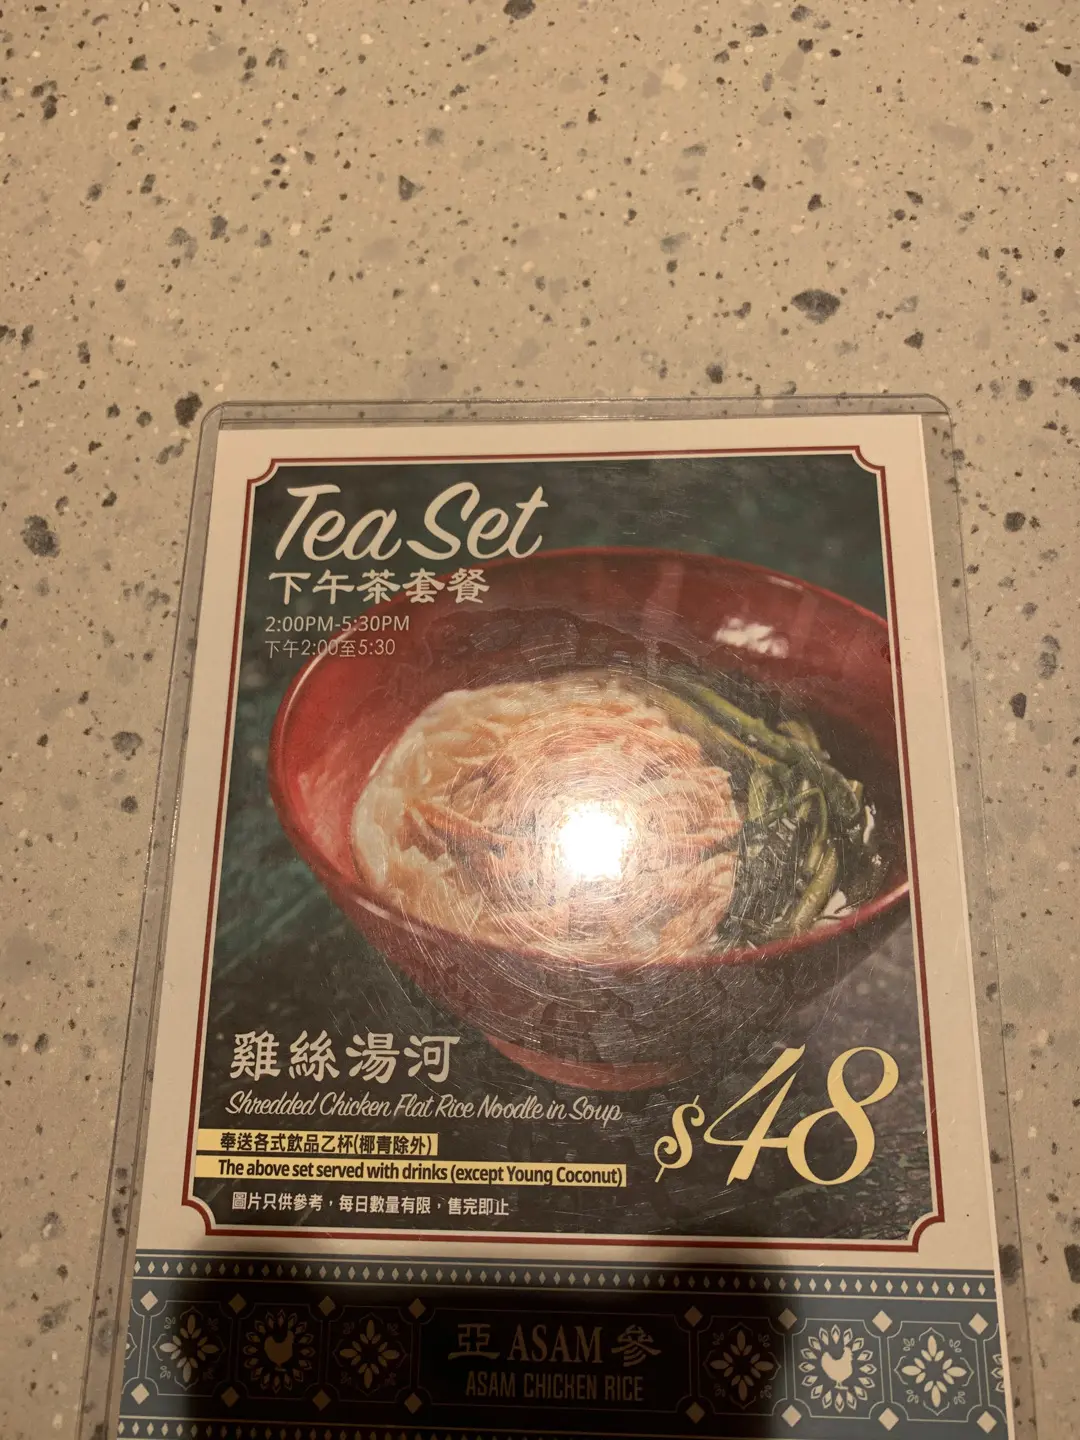 Tea Set
下午茶套餐
2:00PM-5:30PM
下午2:00至5:30
雞絲湯河
Shredded Chicken Flat Rice Noodle in Soup
$48
奉送各式飲品乙杯(椰青除外)
The above set served with drinks (except Young Coconut)
圖片只供參考，每日數量有限，售完即止
亞 ASAM 參
ASAM CHICKEN RICE